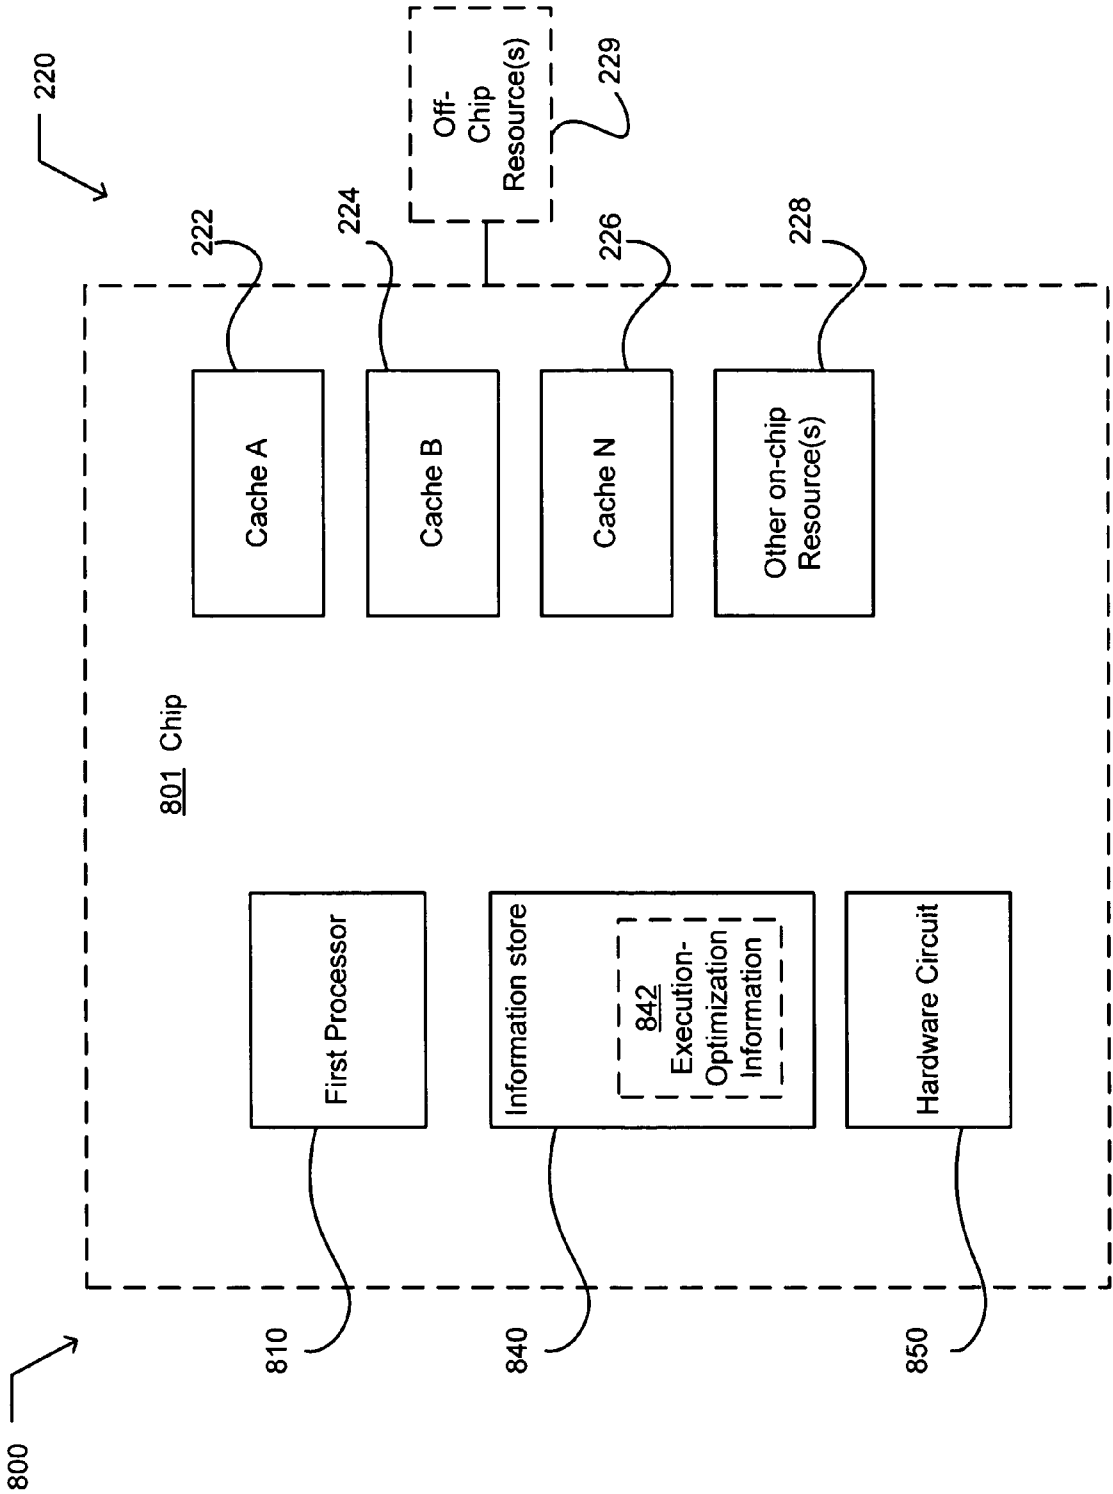 800
220
801 Chip
810
First Processor
Cache A
222
840
Information store
842
Execution-
Optimization
Information
Cache B
224
Off-
Chip
Resource(s)
229
Cache N
226
850
Hardware Circuit
Other on-chip
Resource(s)
228